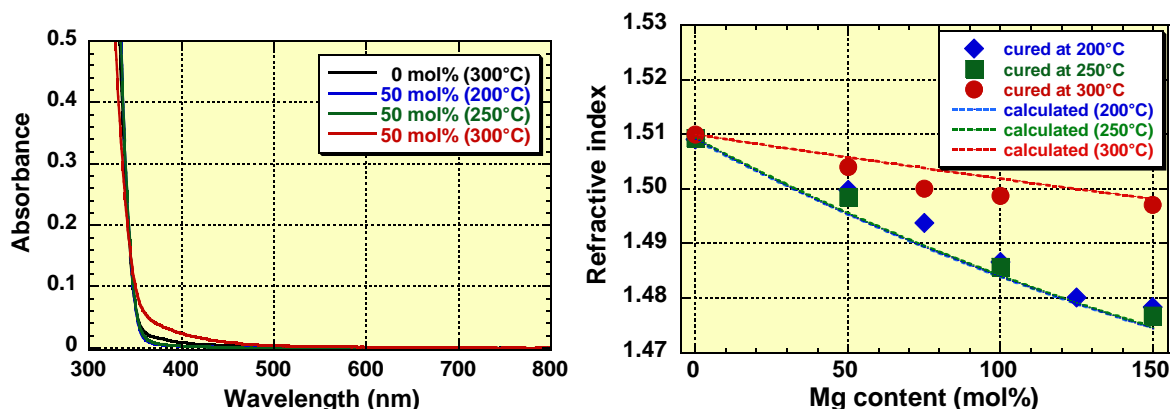 0.5
0.4
0.3
0.2
0.1
0
Absorbance
0 mol% (300°C)
50 mol% (200°C)
50 mol% (250°C)
50 mol% (300°C)
300 400 500 600 700 800
Wavelength (nm)
1.53
1.52
1.51
1.50
1.49
1.48
1.47
Refractive index
cured at 200°C
cured at 250°C
cured at 300°C
calculated (200°C)
calculated (250°C)
calculated (300°C)
0 50 100 150
Mg content (mol%)